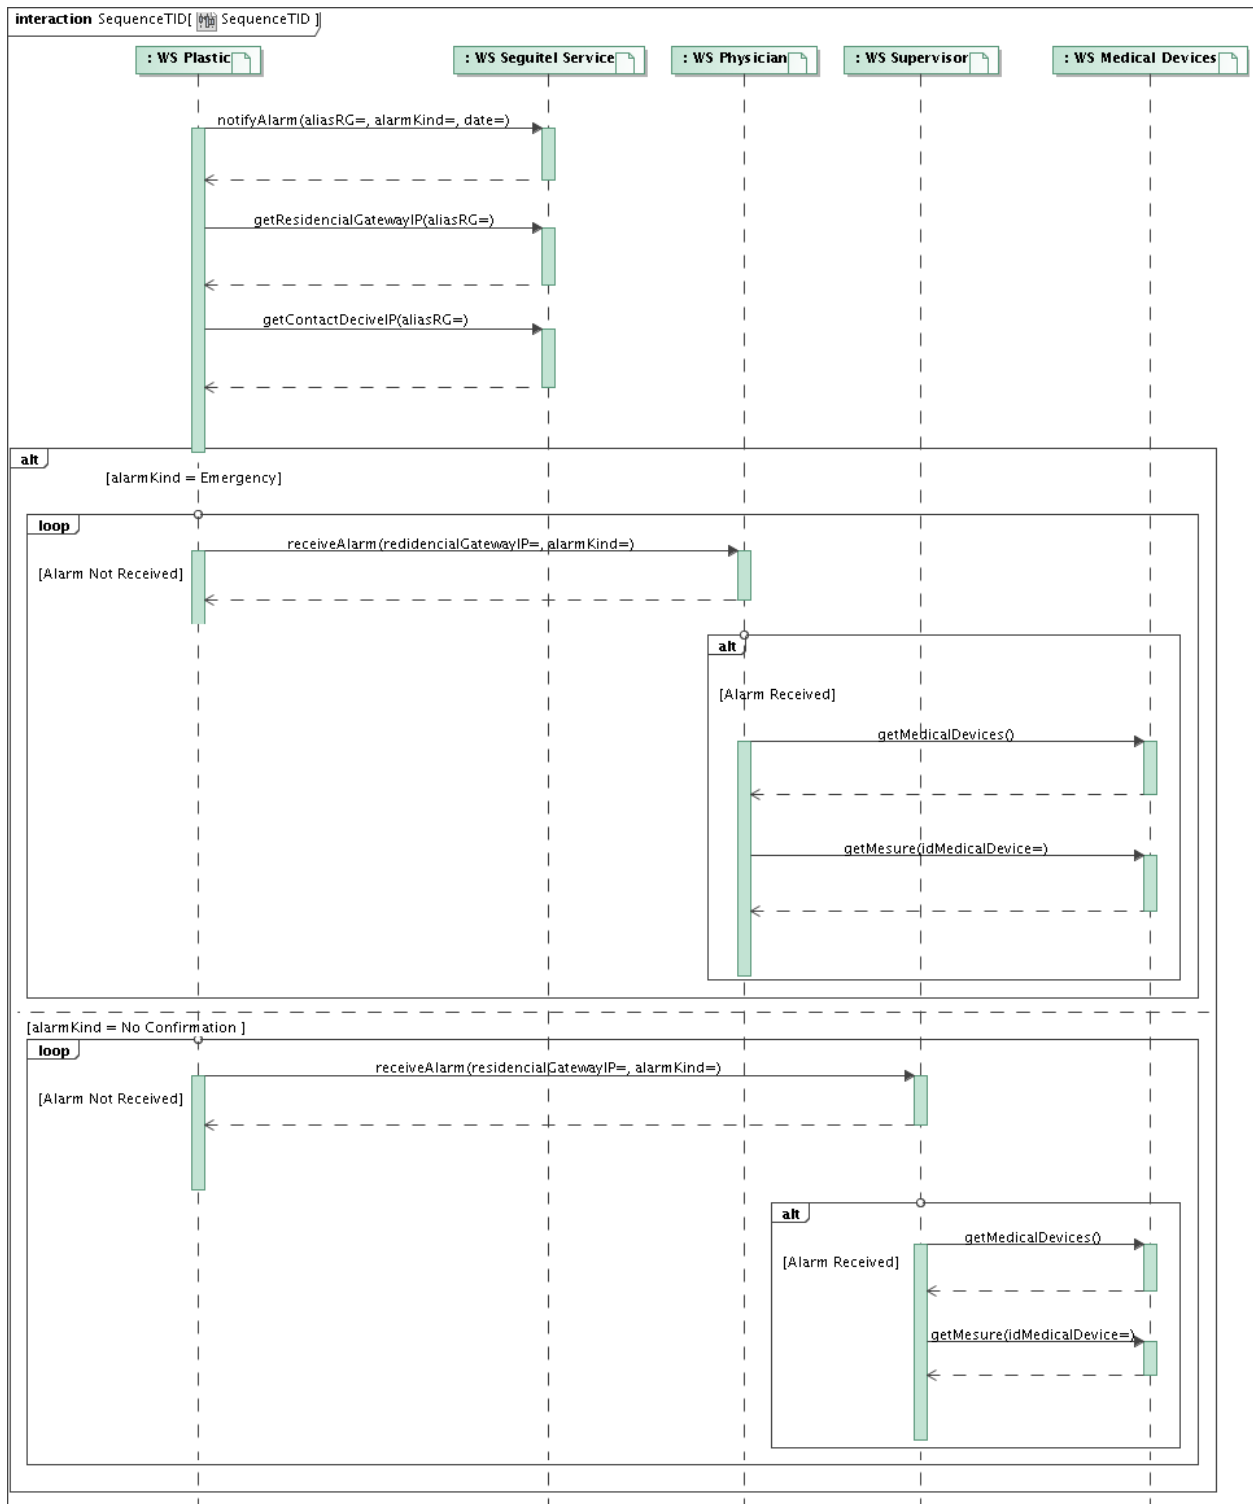 interaction SequenceTID[ SequenceTID ]
: WS Plastic
: WS Seguitel Service
: WS Physician
: WS Supervisor
: WS Medical Devices
notifyAlarm(aliasRG=, alarmKind=, date=)
getResidencialGatewayIP(aliasRG=)
getContactDeciveIP(aliasRG=)
alt
[alarmKind = Emergency]
loop
receiveAlarm(redidencialGatewayIP=, alarmKind=)
[Alarm Not Received]
alt
[Alarm Received]
getMedicalDevices()
getMesure(idMedicalDevice=)
[alarmKind = No Confirmation ]
loop
receiveAlarm(residencialGatewayIP=, alarmKind=)
[Alarm Not Received]
alt
getMedicalDevices()
[Alarm Received]
getMesure(idMedicalDevice=)